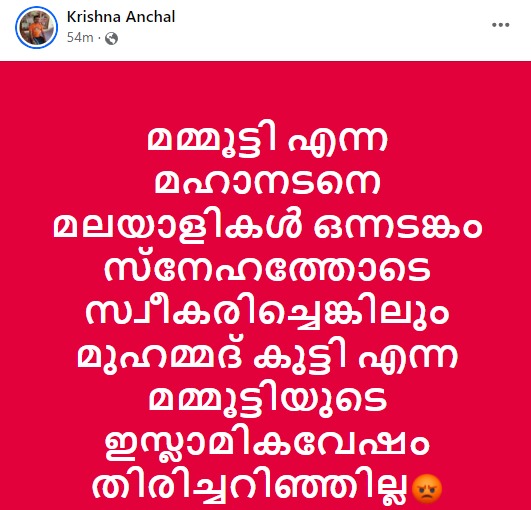 Krishna Anchal
54m ·
മമ്മൂട്ടി എന്ന
മഹാനടനെ
മലയാളികൾ ഒന്നടങ്കം
സ്നേഹത്തോടെ
സ്വീകരിച്ചെങ്കിലും
മുഹമ്മദ് കുട്ടി എന്ന
മമ്മൂട്ടിയുടെ
ഇസ്ലാമികവേഷം
തിരിച്ചറിഞ്ഞില്ല😡